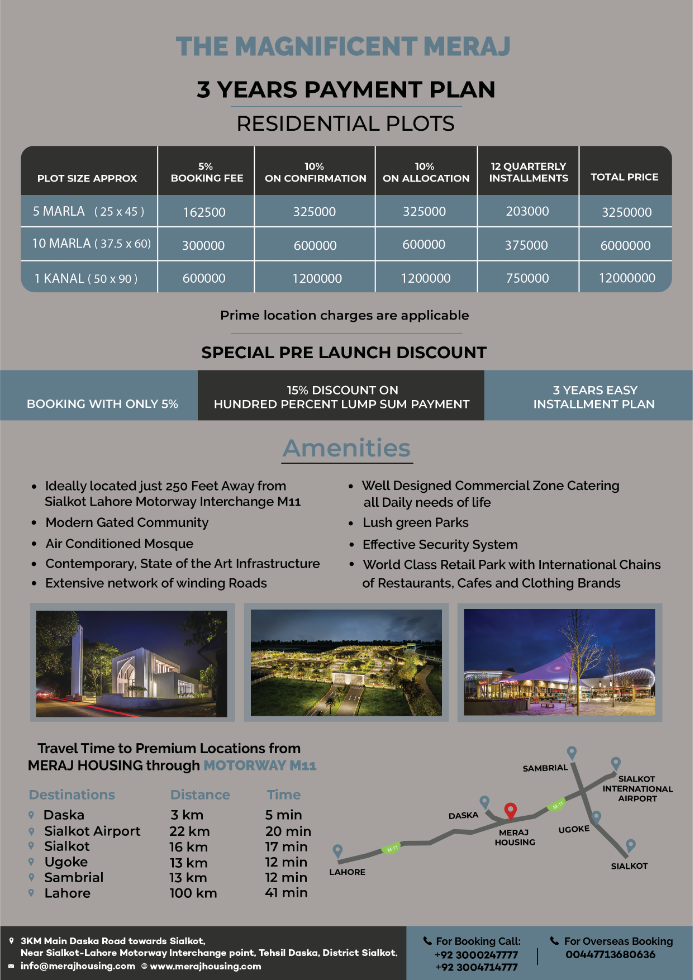 THE MAGNIFICENT MERAJ
3 YEARS PAYMENT PLAN
RESIDENTIAL PLOTS
PLOT SIZE APPROX 5% BOOKING FEE 10% ON CONFIRMATION 10% ON ALLOCATION 12 QUARTERLY INSTALLMENTS TOTAL PRICE
5 MARLA ( 25 x 45 ) 162500 325000 325000 203000 3250000
10 MARLA ( 37.5 x 60) 300000 600000 600000 375000 6000000
1 KANAL ( 50 x 90 ) 600000 1200000 1200000 750000 12000000
Prime location charges are applicable
SPECIAL PRE LAUNCH DISCOUNT
BOOKING WITH ONLY 5%
15% DISCOUNT ON
HUNDRED PERCENT LUMP SUM PAYMENT
3 YEARS EASY
INSTALLMENT PLAN
Amenities
• Ideally located just 250 Feet Away from
Sialkot Lahore Motorway Interchange M11
• Modern Gated Community
• Air Conditioned Mosque
• Contemporary, State of the Art Infrastructure
• Extensive network of winding Roads
• Well Designed Commercial Zone Catering
all Daily needs of life
• Lush green Parks
• Effective Security System
• World Class Retail Park with International Chains
of Restaurants, Cafes and Clothing Brands
Travel Time to Premium Locations from
MERAJ HOUSING through MOTORWAY M11
Destinations Distance Time
Daska 3 km 5 min
Sialkot Airport 22 km 20 min
Sialkot 16 km 17 min
Ugoke 13 km 12 min
Sambrial 13 km 12 min
Lahore 100 km 41 min
SAMBRIAL
SIALKOT
INTERNATIONAL
AIRPORT
M-11
DASKA
MERAJ
HOUSING
UGOKE
M-11
LAHORE
SIALKOT
3KM Main Daska Road towards Sialkot,
Near Sialkot-Lahore Motorway Interchange point, Tehsil Daska, District Sialkot.
info@merajhousing.com www.merajhousing.com
For Booking Call:
+92 3000247777
+92 3004714777
For Overseas Booking
00447713680636